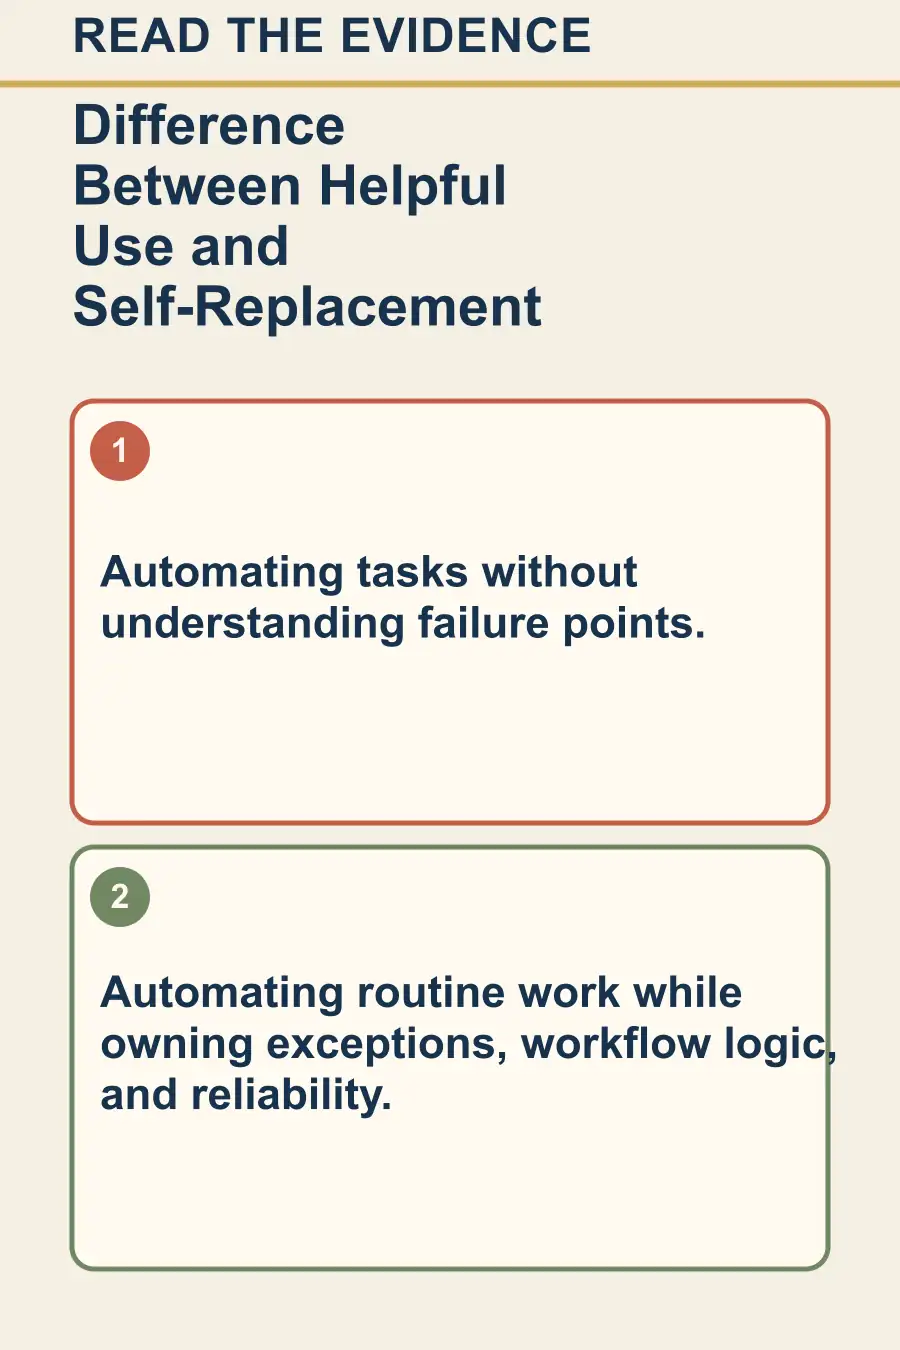 READ THE EVIDENCE
Difference
Between Helpful
Use and
Self-Replacement
1
Automating tasks without
understanding failure points.
2
Automating routine work while
owning exceptions, workflow logic,
and reliability.